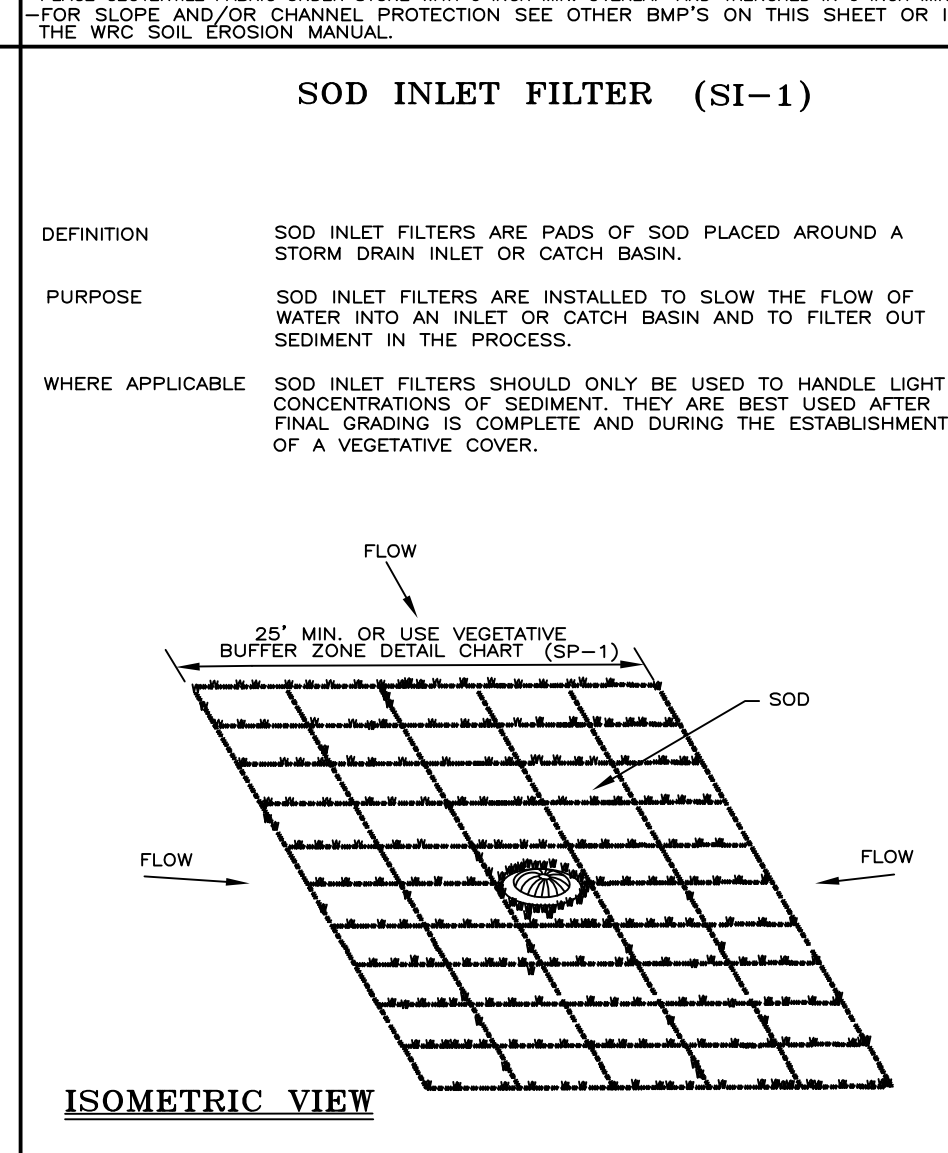 -FOR SLOPE AND/OR CHANNEL PROTECTION SEE OTHER BMP'S ON THIS SHEET OR
THE WRC SOIL EROSION MANUAL.
SOD INLET FILTER (SI-1)
DEFINITION SOD INLET FILTERS ARE PADS OF SOD PLACED AROUND A
STORM DRAIN INLET OR CATCH BASIN.
PURPOSE SOD INLET FILTERS ARE INSTALLED TO SLOW THE FLOW OF
WATER INTO AN INLET OR CATCH BASIN AND TO FILTER OUT
SEDIMENT IN THE PROCESS.
WHERE APPLICABLE SOD INLET FILTERS SHOULD ONLY BE USED TO HANDLE LIGHT
CONCENTRATIONS OF SEDIMENT. THEY ARE BEST USED AFTER
FINAL GRADING IS COMPLETE AND DURING THE ESTABLISHMENT
OF A VEGETATIVE COVER.
FLOW
25' MIN. OR USE VEGETATIVE
BUFFER ZONE DETAIL CHART (SP-1)
SOD
FLOW
FLOW
ISOMETRIC VIEW